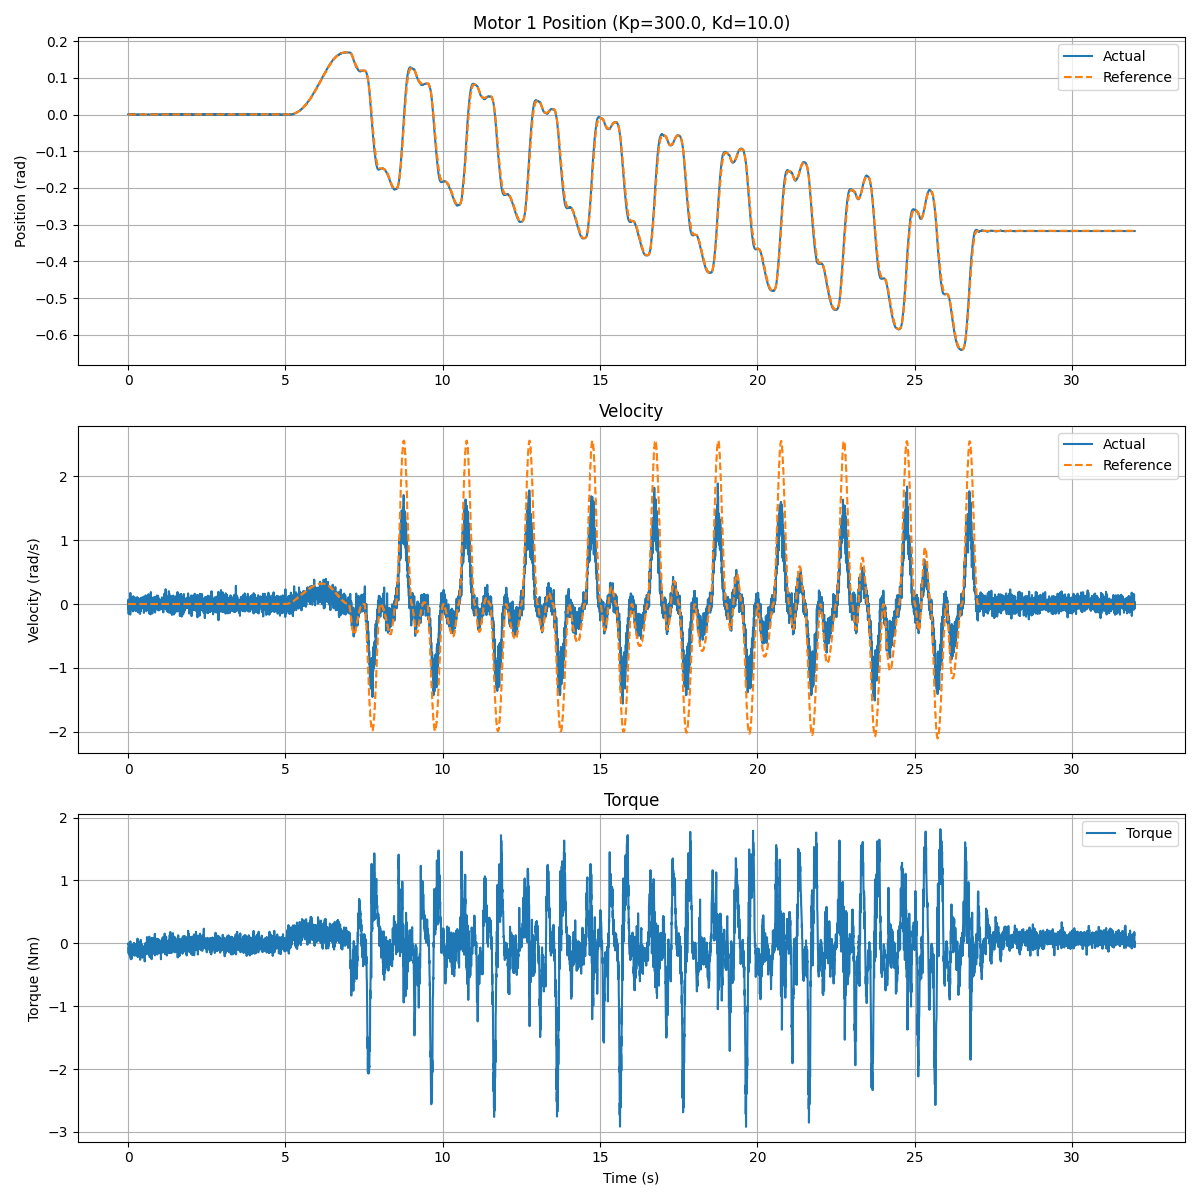 Motor 1 Position (Kp=300.0, Kd=10.0)
Actual
Reference
Position (rad)
0.2
0.1
0.0
−0.1
−0.2
−0.3
−0.4
−0.5
−0.6
0 5 10 15 20 25 30
Velocity
Actual
Reference
Velocity (rad/s)
2
1
0
−1
−2
0 5 10 15 20 25 30
Torque
Torque
Torque (Nm)
2
1
0
−1
−2
−3
0 5 10 15 20 25 30
Time (s)